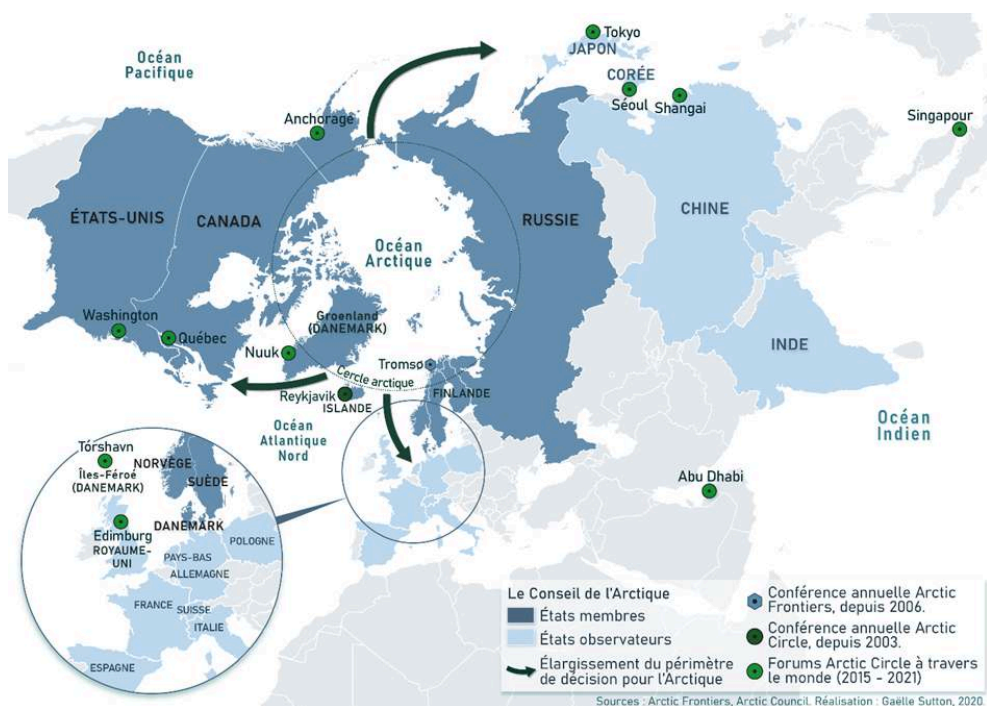 Océan
Pacifique
Tokyo
JAPON
CORÉE
Séoul
Shangai
Singapour
Anchorage
ÉTATS-UNIS
CANADA
RUSSIE
CHINE
Océan
Arctique
Washington
Québec
Nuuk
Groenland
(DANEMARK)
Tromsø
Cercle arctique
FINLANDE
Reykjavik
ISLANDE
INDE
Océan
Atlantique
Nord
Océan
Indien
Abu Dhabi
Tórshavn
Îles-Féroé
(DANEMARK)
NORVÈGE
SUÈDE
DANEMARK
Edimburg
ROYAUME-
UNI
POLOGNE
PAYS-BAS
ALLEMAGNE
FRANCE
SUISSE
ITALIE
ESPAGNE
Le Conseil de l'Arctique
États membres
États observateurs
Élargissement du périmètre
de décision pour l'Arctique
Conférence annuelle Arctic
Frontiers, depuis 2006.
Conférence annuelle Arctic
Circle, depuis 2003.
Forums Arctic Circle à travers
le monde (2015 - 2021)
Sources : Arctic Frontiers, Arctic Council. Réalisation : Gaëlle Sutton, 2020